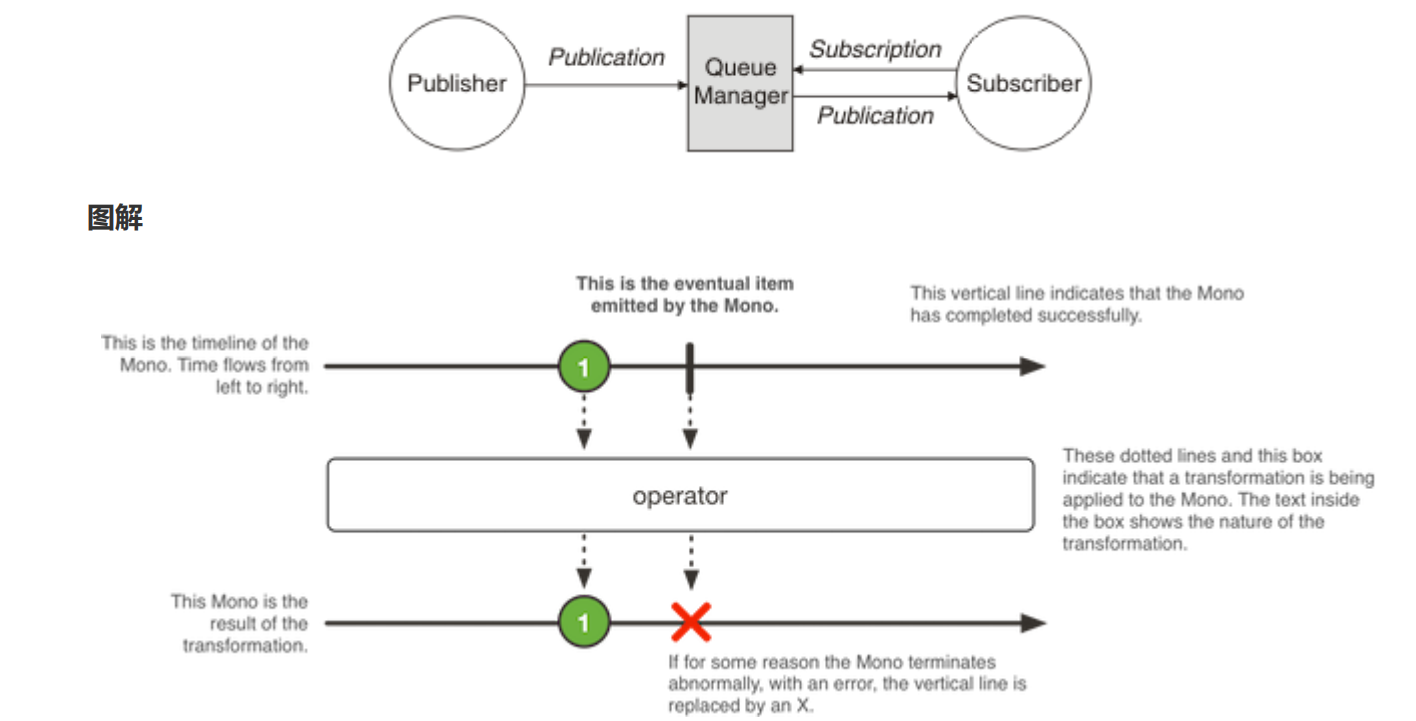 Publisher
Publication
Queue
Manager
Subscription
Publication
Subscriber
图解
This is the eventual item
emitted by the Mono.
This vertical line indicates that the Mono
has completed successfully.
This is the timeline of the
Mono. Time flows from
left to right.
1
operator
These dotted lines and this box
indicate that a transformation is being
applied to the Mono. The text inside
the box shows the nature of the
transformation.
This Mono is the
result of the
transformation.
1
If for some reason the Mono terminates
abnormally, with an error, the vertical line is
replaced by an X.